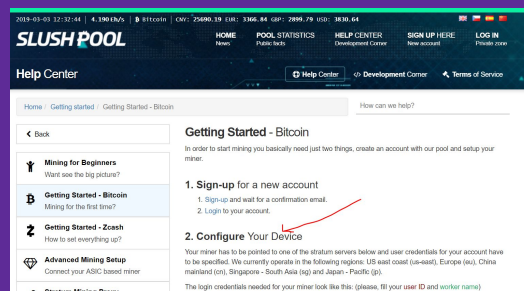 2019-03-03 12:32:44 | 4.190 Eh/s | ₿ Bitcoin | CNY: 25690.19 EUR: 3366.84 GBP: 2899.79 USD: 3830.64
SLUSH POOL
HOME
News
POOL STATISTICS
Public facts
HELP CENTER
Development Corner
SIGN UP HERE
New account
LOG IN
Private zone
Help Center
Help Center
</> Development Corner
Terms of Service
Home / Getting started / Getting Started - Bitcoin
How can we help?
Back
Mining for Beginners
Want see the big picture?
Getting Started - Bitcoin
Mining for the first time?
Getting Started - Zcash
How to set everything up?
Advanced Mining Setup
Connect your ASIC based miner
Stratum Mining Proxy
Getting Started - Bitcoin
In order to start mining you basically need just two things, create an account with our pool and setup your
miner.
1. Sign-up for a new account
1. Sign-up and wait for a confirmation email.
2. Login to your account.
2. Configure Your Device
Your miner has to be pointed to one of the stratum servers below and user credentials for your account have
to be specified. We currently operate in the following regions: US east coast (us-east), Europe (eu), China
mainland (cn), Singapore - South Asia (sg) and Japan - Pacific (jp).
The login credentials needed for your miner look like this: (please, fill your user ID and worker name)